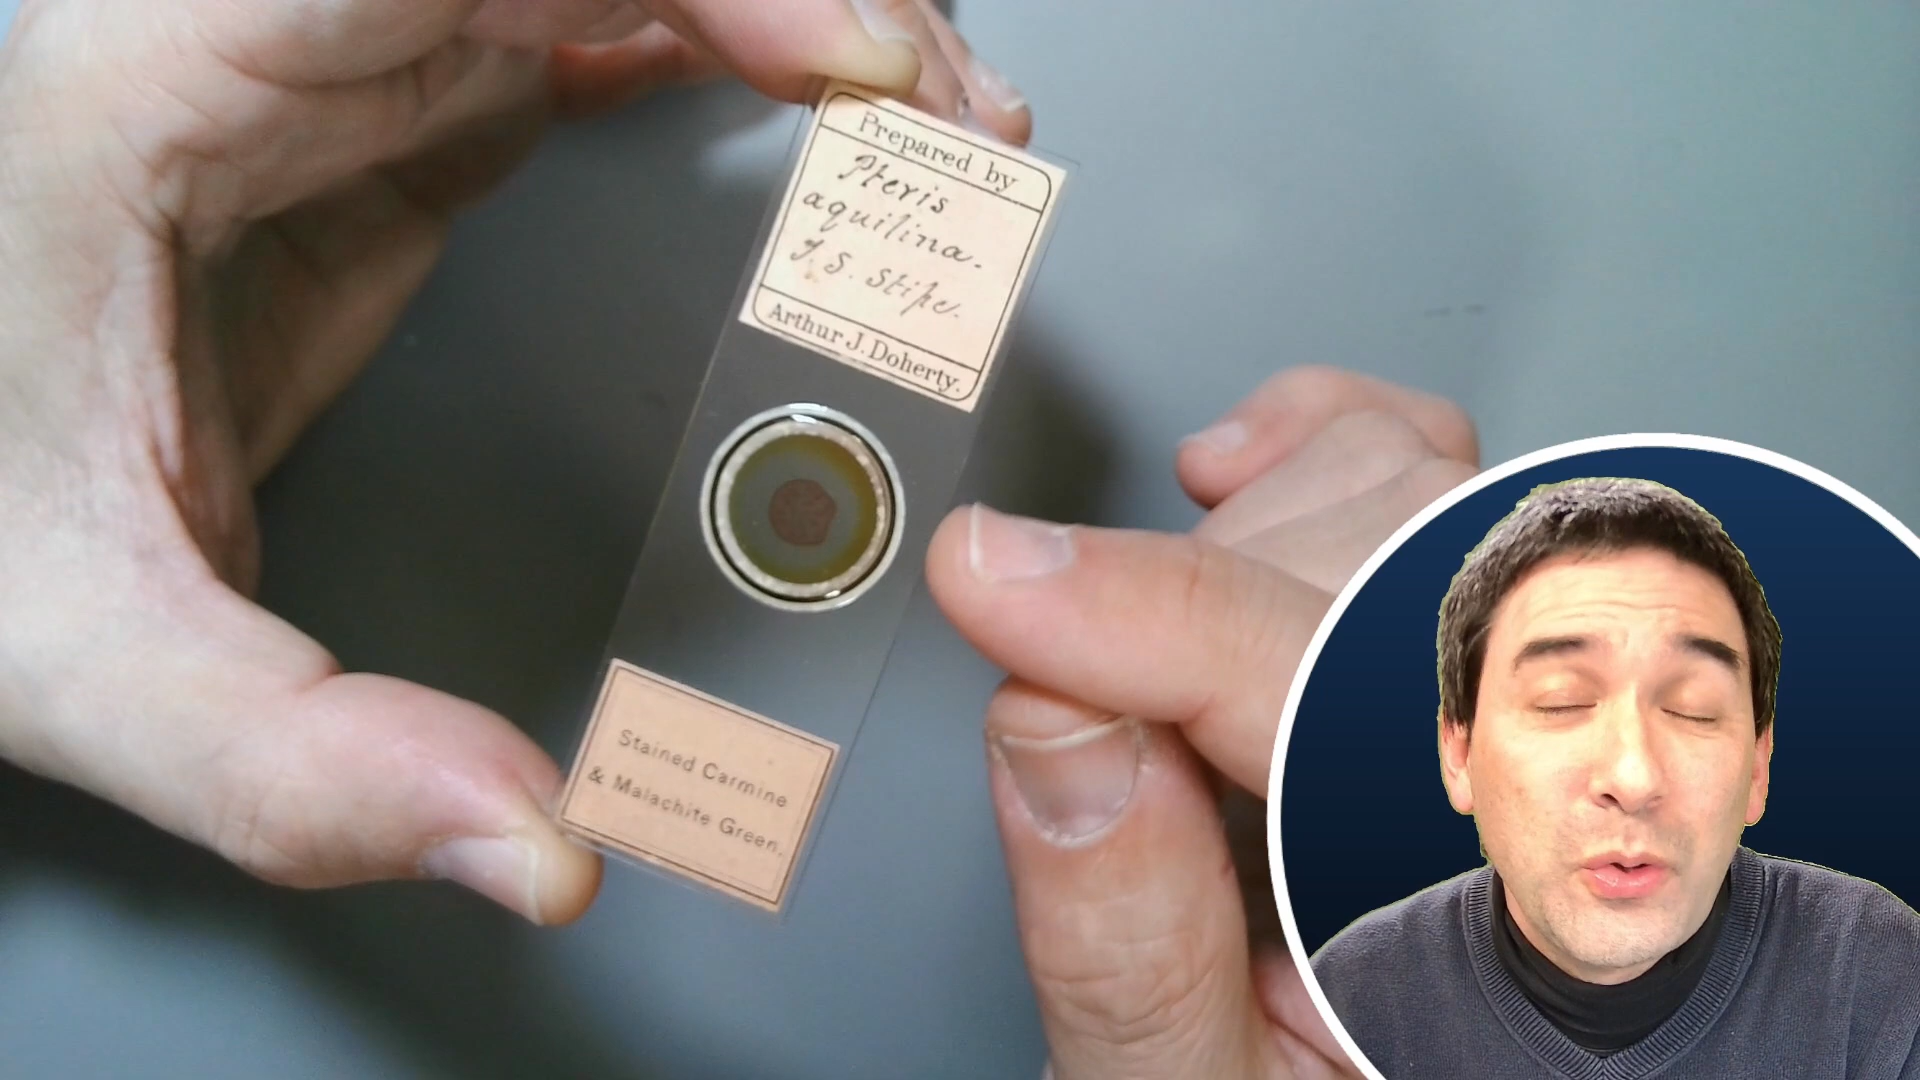 Prepared by
Pteris
aquilina.
T. S. Stipe.
Arthur J. Doherty.
Stained Carmine
& Malachite Green.